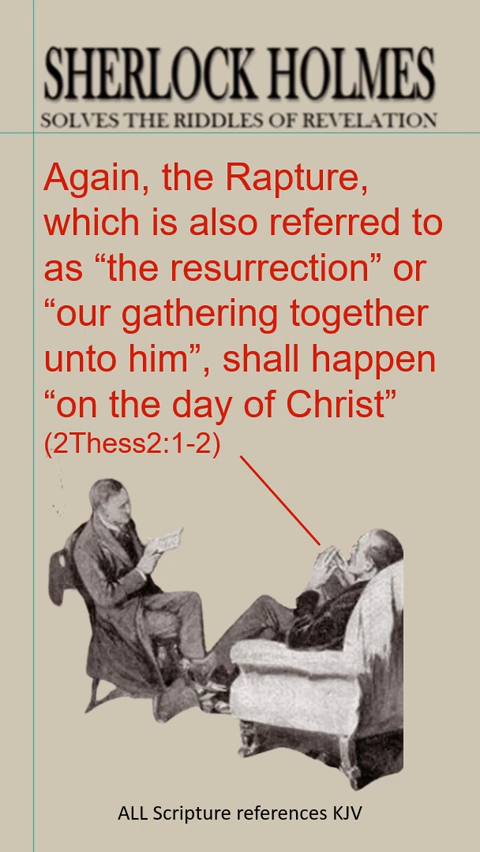 SHERLOCK HOLMES
SOLVES THE RIDDLES OF REVELATION
Again, the Rapture,
which is also referred to
as “the resurrection” or
“our gathering together
unto him”, shall happen
“on the day of Christ”
(2Thess2:1-2)
ALL Scripture references KJV